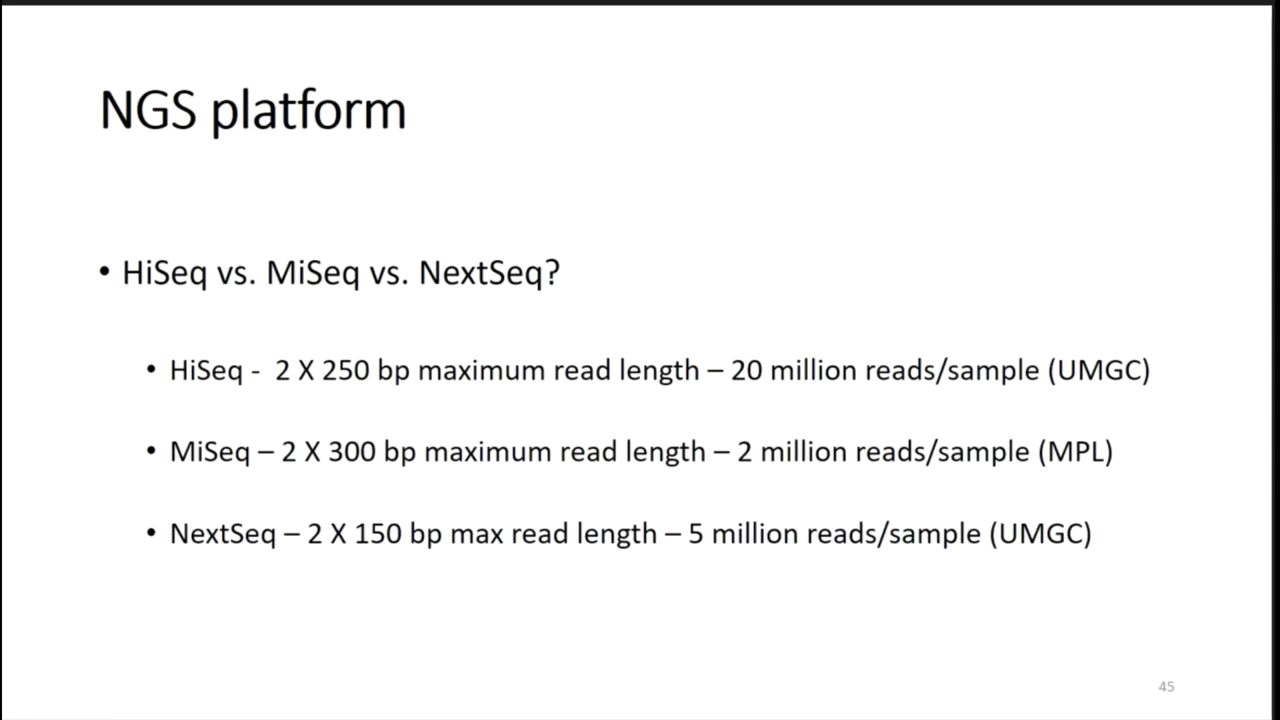 NGS platform
• HiSeq vs. MiSeq vs. NextSeq?
• HiSeq -  2 X 250 bp maximum read length – 20 million reads/sample (UMGC)
• MiSeq – 2 X 300 bp maximum read length – 2 million reads/sample (MPL)
• NextSeq – 2 X 150 bp max read length – 5 million reads/sample (UMGC)
45